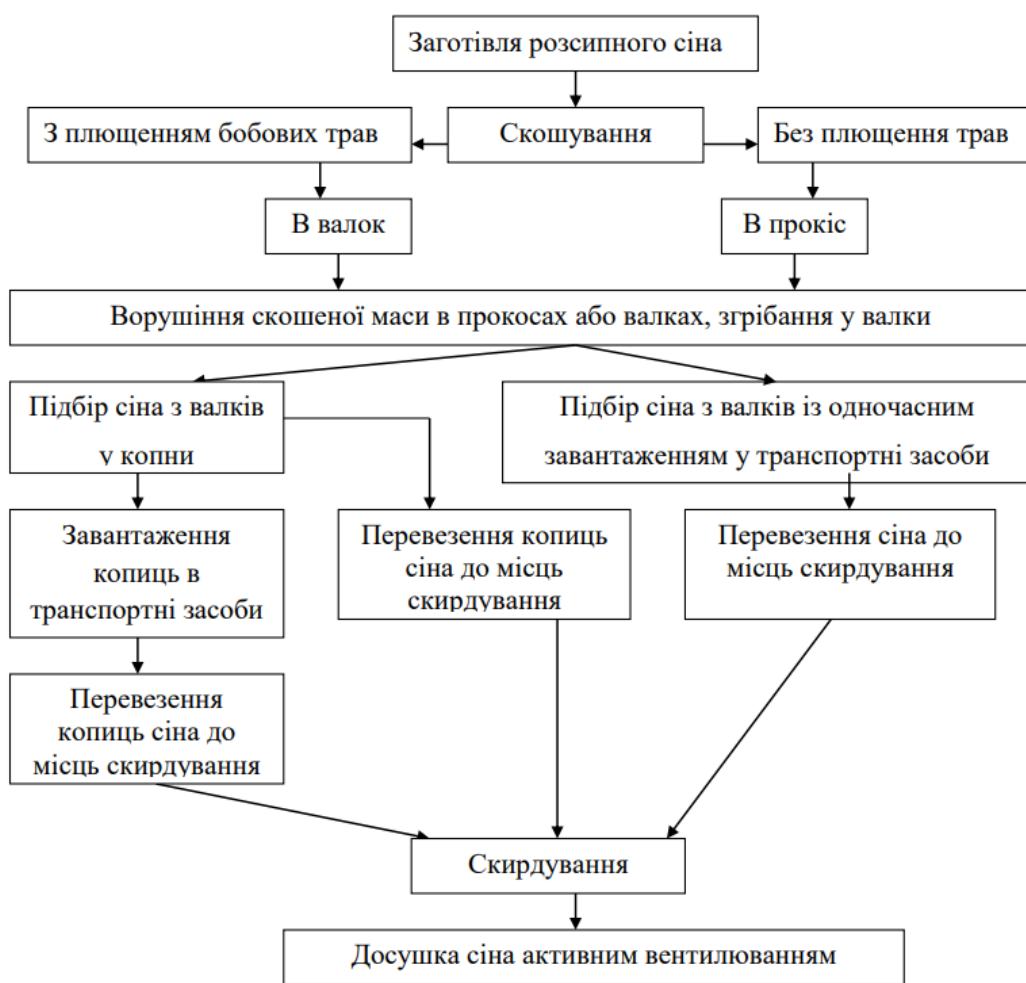 Заготівля розсипного сіна
З плющенням бобових трав
Скошування
Без плющення трав
В валок
В прокіс
Ворушіння скошеної маси в прокосах або валках, згрібання у валки
Підбір сіна з валків
у копни
Підбір сіна з валків із одночасним
завантаженням у транспортні засоби
Завантаження
копиць в
транспортні засоби
Перевезення копиць
сіна до місць
скирдування
Перевезення сіна до
місць скирдування
Перевезення
копиць сіна до
місць скирдування
Скирдування
Досушка сіна активним вентилюванням